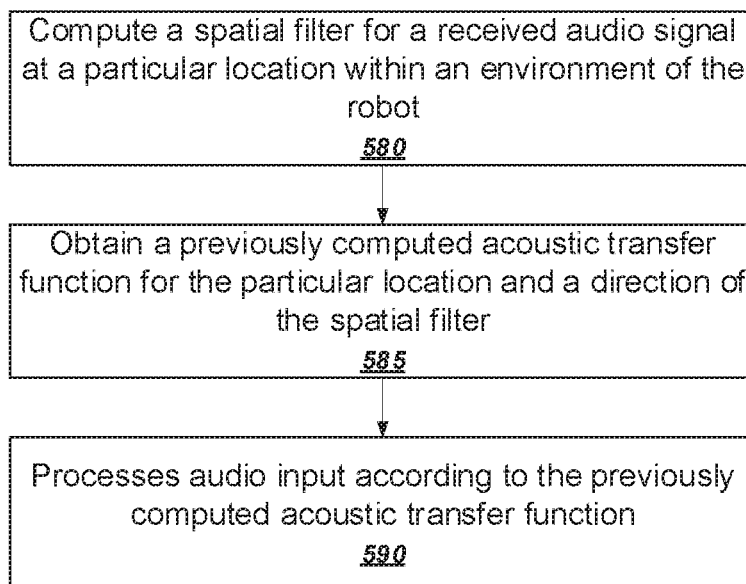 Compute a spatial filter for a received audio signal
at a particular location within an environment of the
robot
580
Obtain a previously computed acoustic transfer
function for the particular location and a direction of
the spatial filter
585
Processes audio input according to the previously
computed acoustic transfer function
590